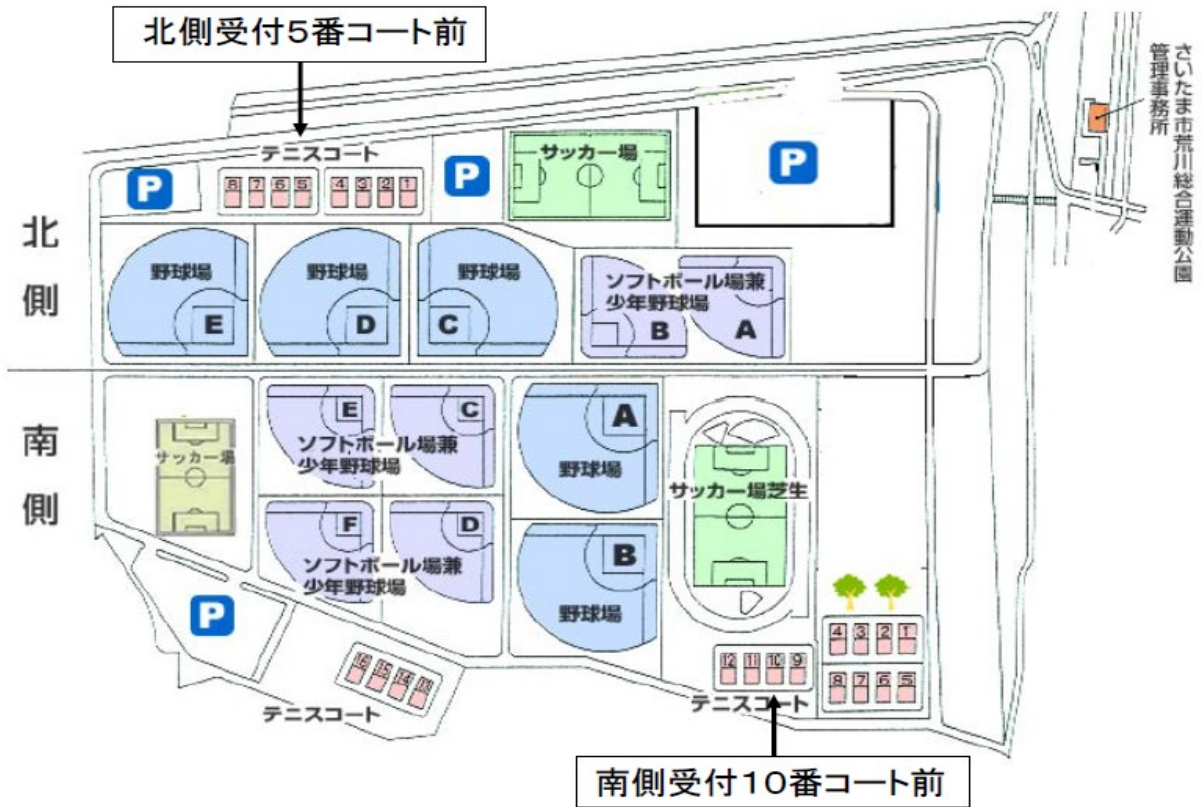 北側受付5番コート前
さいたま市荒川総合運動公園
管理事務所
テニスコート
8 7 6 5 4 3 2 1
P
P
サッカー場
P
北側
野球場
E
野球場
D
野球場
C
ソフトボール場兼
少年野球場
B
A
南側
サッカー場
E
C
ソフトボール場兼
少年野球場
F
D
ソフトボール場兼
少年野球場
A
野球場
B
野球場
サッカー場芝生
P
16 15 14 13
テニスコート
12 11 10 9
テニスコート
4 3 2 1
8 7 6 5
南側受付10番コート前